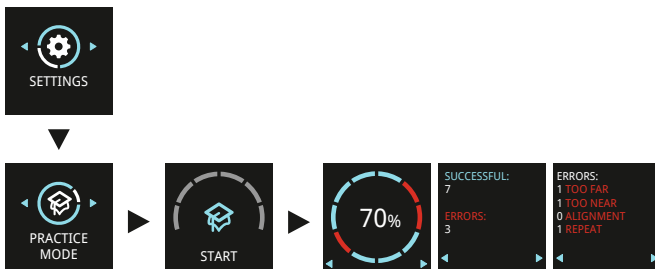 SETTINGS
PRACTICE
MODE
START
70%
SUCCESSFUL:
7
ERRORS:
3
ERRORS:
1 TOO FAR
1 TOO NEAR
0 ALIGNMENT
1 REPEAT